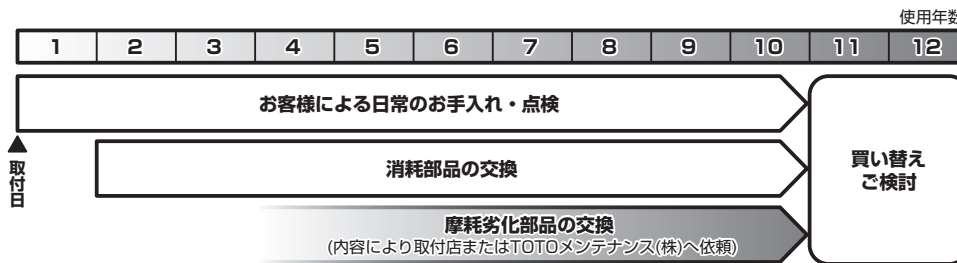 使用年数
1 2 3 4 5 6 7 8 9 10 11 12
お客様による日常のお手入れ・点検
取付日
消耗部品の交換
買い替え
ご検討
摩耗劣化部品の交換
(内容により取付店またはTOTOメンテナンス(株)へ依頼)